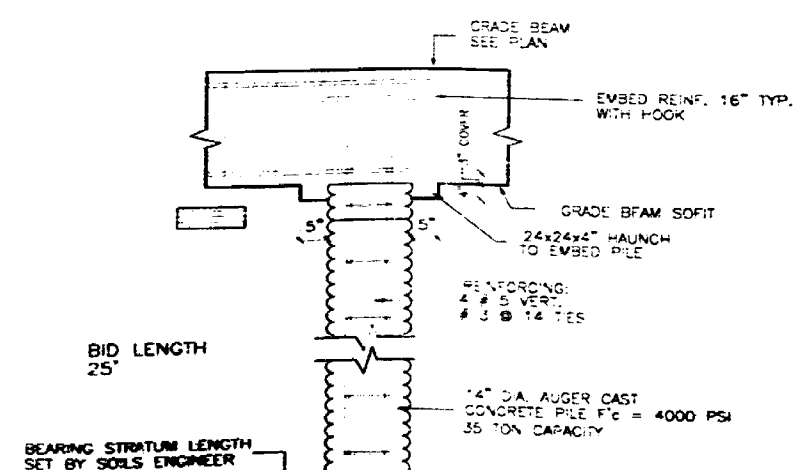 GRADE BEAM
SEE PLAN
EMBED REINF. 16" TYP.
WITH HOOK
COVER
GRADE BEAM SOFIT
5" 5"
24x24x4" HAUNCH
TO EMBED PILE
REINFORCING:
4 # 5 VERT.
# 3 @ 14 TIES
BID LENGTH
25'
14" DIA. AUGER CAST
CONCRETE PILE F'c = 4000 PSI
35 TON CAPACITY
BEARING STRATUM LENGTH
SET BY SOILS ENGINEER